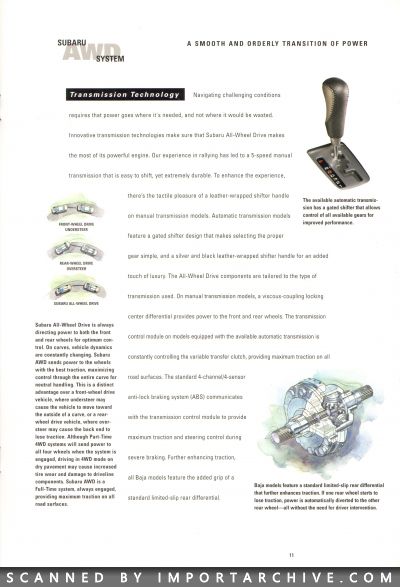 SUBARU
AWD
SYSTEM
A SMOOTH AND ORDERLY TRANSITION OF POWER
Transmission Technology Navigating challenging conditions
requires that power goes where it's needed, and not where it would be wasted.
Innovative transmission technologies make sure that Subaru All-Wheel Drive makes
the most of its powerful engine. Our experience in rallying has led to a 5-speed manual
transmission that is easy to shift, yet extremely durable. To enhance the experience,
there's the tactile pleasure of a leather-wrapped shifter handle
on manual transmission models. Automatic transmission models
feature a gated shifter design that makes selecting the proper
gear simple, and a silver and black leather-wrapped shifter handle for an added
touch of luxury. The All-Wheel Drive components are tailored to the type of
transmission used. On manual transmission models, a viscous-coupling locking
center differential provides power to the front and rear wheels. The transmission
control module on models equipped with the available automatic transmission is
constantly controlling the variable transfer clutch, providing maximum traction on all
road surfaces. The standard 4-channel/4-sensor
anti-lock braking system (ABS) communicates
with the transmission control module to provide
maximum traction and steering control during
severe braking. Further enhancing traction,
all Baja models feature the added grip of a
standard limited-slip rear differential.
The available automatic transmis-
sion has a gated shifter that allows
control of all available gears for
improved performance.
FRONT-WHEEL DRIVE
UNDERSTEER
REAR-WHEEL DRIVE
OVERSTEER
SUBARU ALL-WHEEL DRIVE
Subaru All-Wheel Drive is always
directing power to both the front
and rear wheels for optimum con-
trol. On curves, vehicle dynamics
are constantly changing. Subaru
AWD sends power to the wheels
with the best traction, maximizing
control through the entire curve for
neutral handling. This is a distinct
advantage over a front-wheel drive
vehicle, where understeer may
cause the vehicle to move toward
the outside of a curve, or a rear-
wheel drive vehicle, where over-
steer may cause the back end to
lose traction. Although Part-Time
4WD systems will send power to
all four wheels when the system is
engaged, driving in 4WD mode on
dry pavement may cause increased
tire wear and damage to driveline
components. Subaru AWD is a
Full-Time system, always engaged,
providing maximum traction on all
road surfaces.
Baja models feature a standard limited-slip rear differential
that further enhances traction. If one rear wheel starts to
lose traction, power is automatically diverted to the other
rear wheel—all without the need for driver intervention.
11
SCANNED BY IMPORTARCHIVE.COM